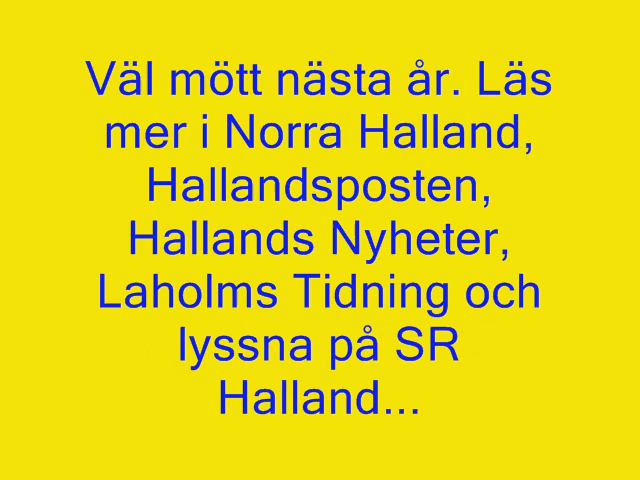 Väl mött nästa år. Läs
mer i Norra Halland,
Hallandsposten,
Hallands Nyheter,
Laholms Tidning och
lyssna på SR
Halland...